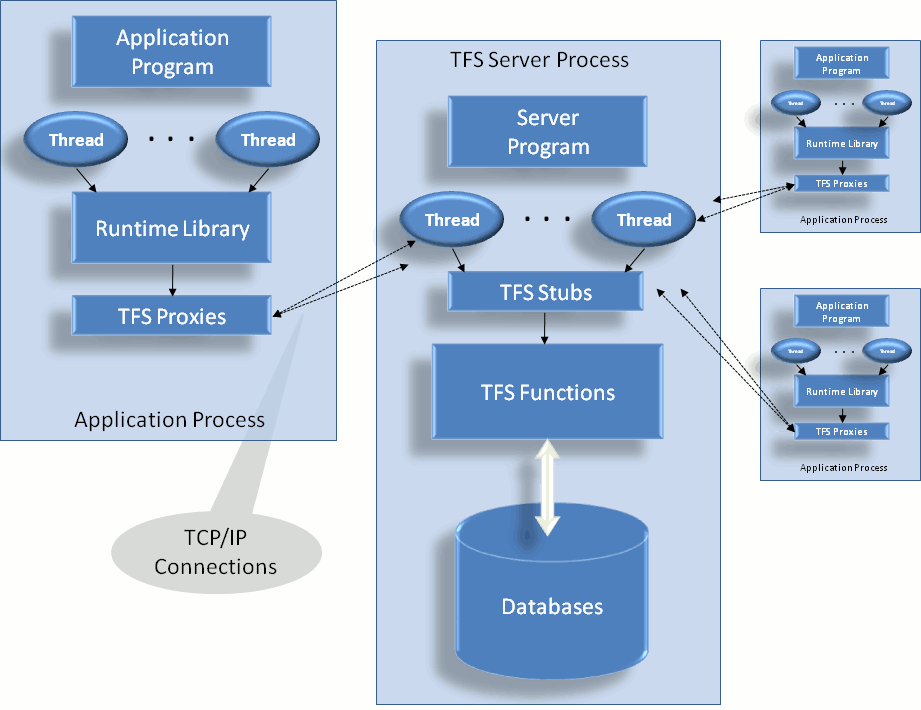 Application
Program
Thread
. . .
Thread
Runtime Library
TFS Proxies
Application Process
TCP/IP
Connections
TFS Server Process
Server
Program
Thread
. . .
Thread
TFS Stubs
TFS Functions
Databases
Application
Program
Thread
. . .
Thread
Runtime Library
TFS Proxies
Application Process
Application
Program
Thread
. . .
Thread
Runtime Library
TFS Proxies
Application Process